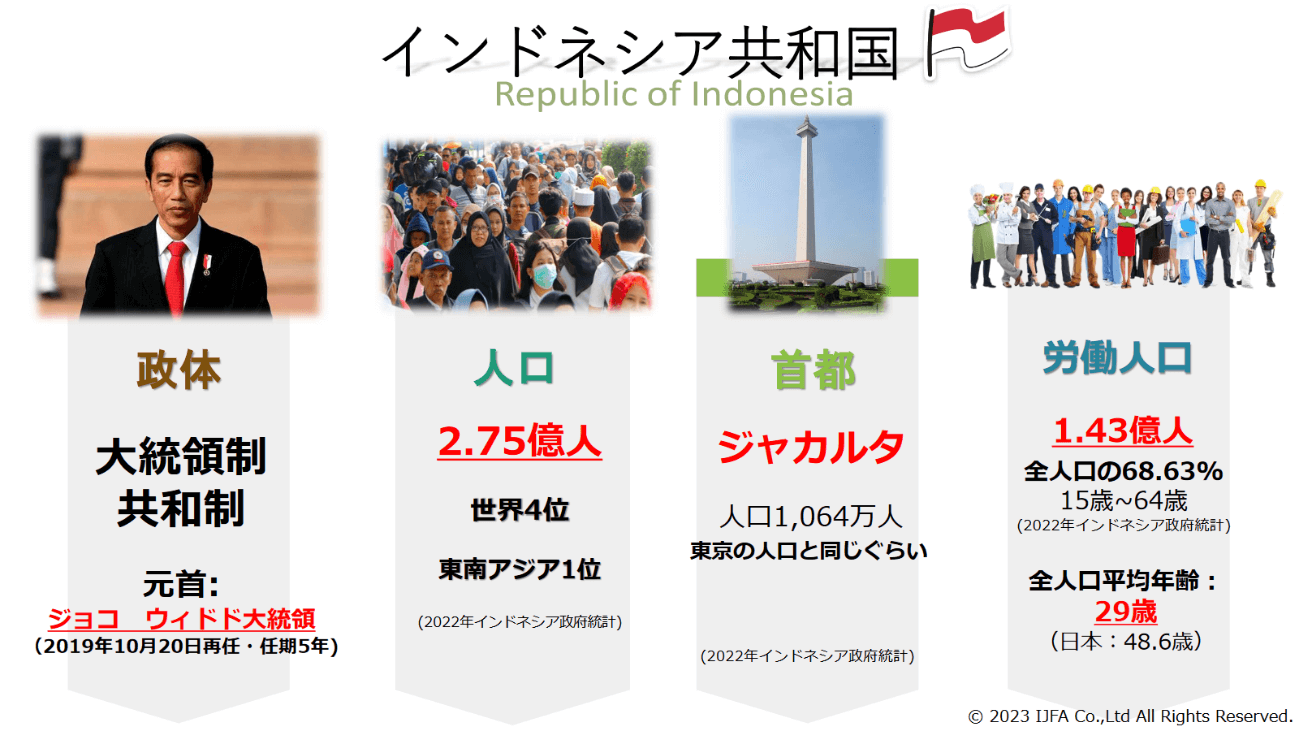 インドネシア共和国
Republic of Indonesia
政体
大統領制
共和制
元首:
ジョコ　ウィドド大統領
（2019年10月20日再任・任期5年)
人口
2.75億人
世界4位
東南アジア1位
(2022年インドネシア政府統計)
首都
ジャカルタ
人口1,064万人
東京の人口と同じぐらい
(2022年インドネシア政府統計)
労働人口
1.43億人
全人口の68.63%
15歳~64歳
(2022年インドネシア政府統計)
全人口平均年齢：
29歳
（日本：48.6歳）
© 2023 IJFA Co.,Ltd All Rights Reserved.